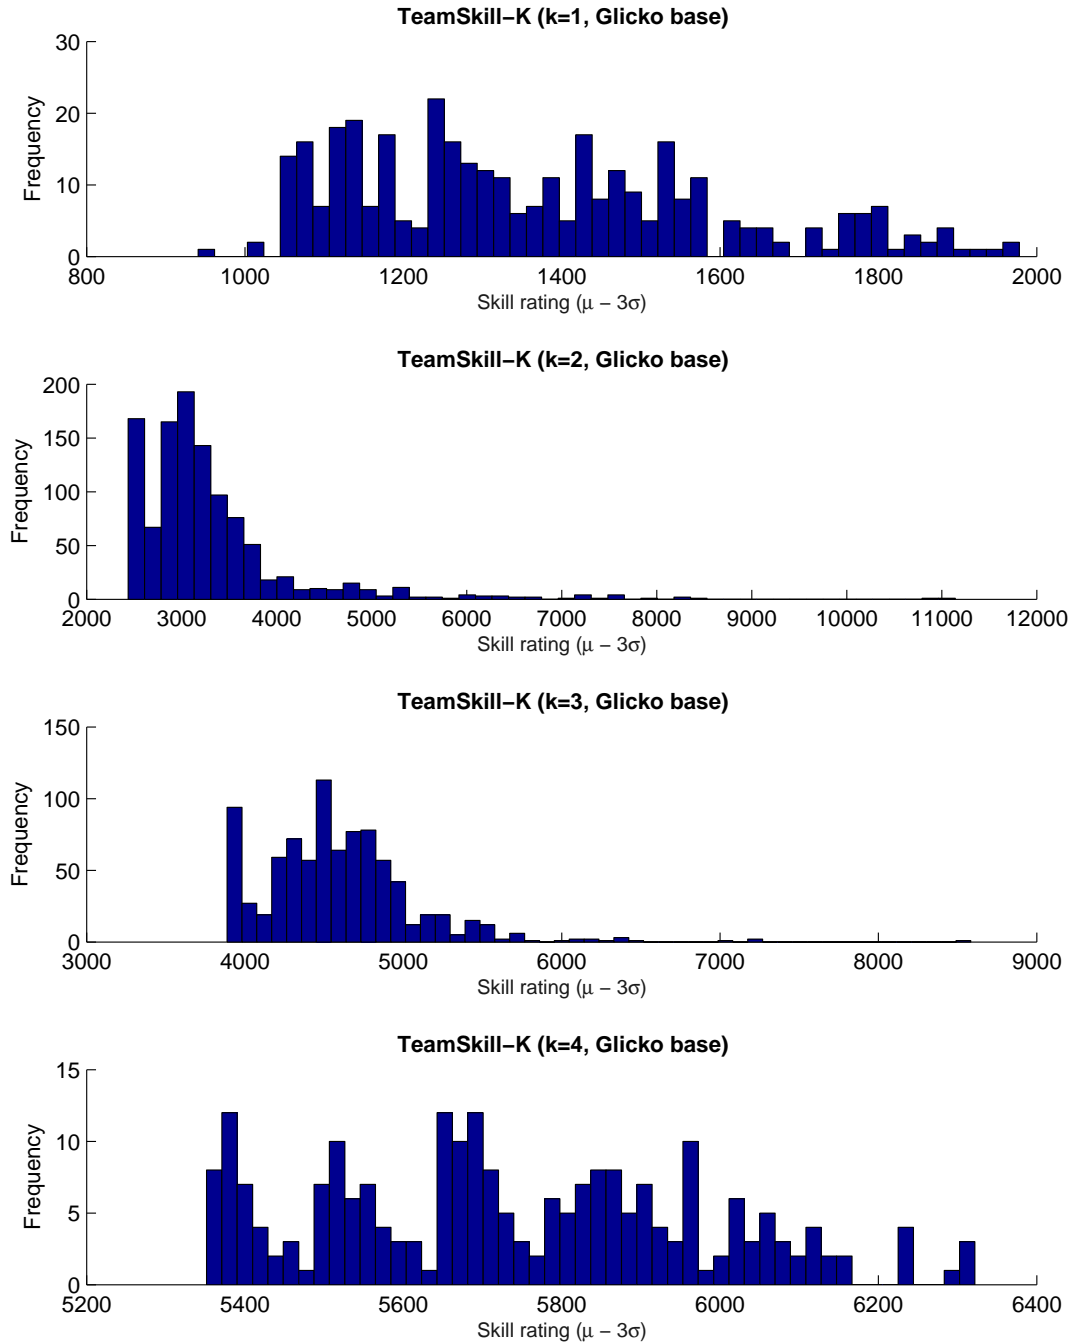 TeamSkill−K (k=1, Glicko base)
30
20
10
0
Frequency
800 1000 1200 1400 1600 1800 2000
Skill rating (μ − 3σ)
TeamSkill−K (k=2, Glicko base)
200
150
100
50
0
Frequency
2000 3000 4000 5000 6000 7000 8000 9000 10000 11000 12000
Skill rating (μ − 3σ)
TeamSkill−K (k=3, Glicko base)
150
100
50
0
Frequency
3000 4000 5000 6000 7000 8000 9000
Skill rating (μ − 3σ)
TeamSkill−K (k=4, Glicko base)
15
10
5
0
Frequency
5200 5400 5600 5800 6000 6200 6400
Skill rating (μ − 3σ)